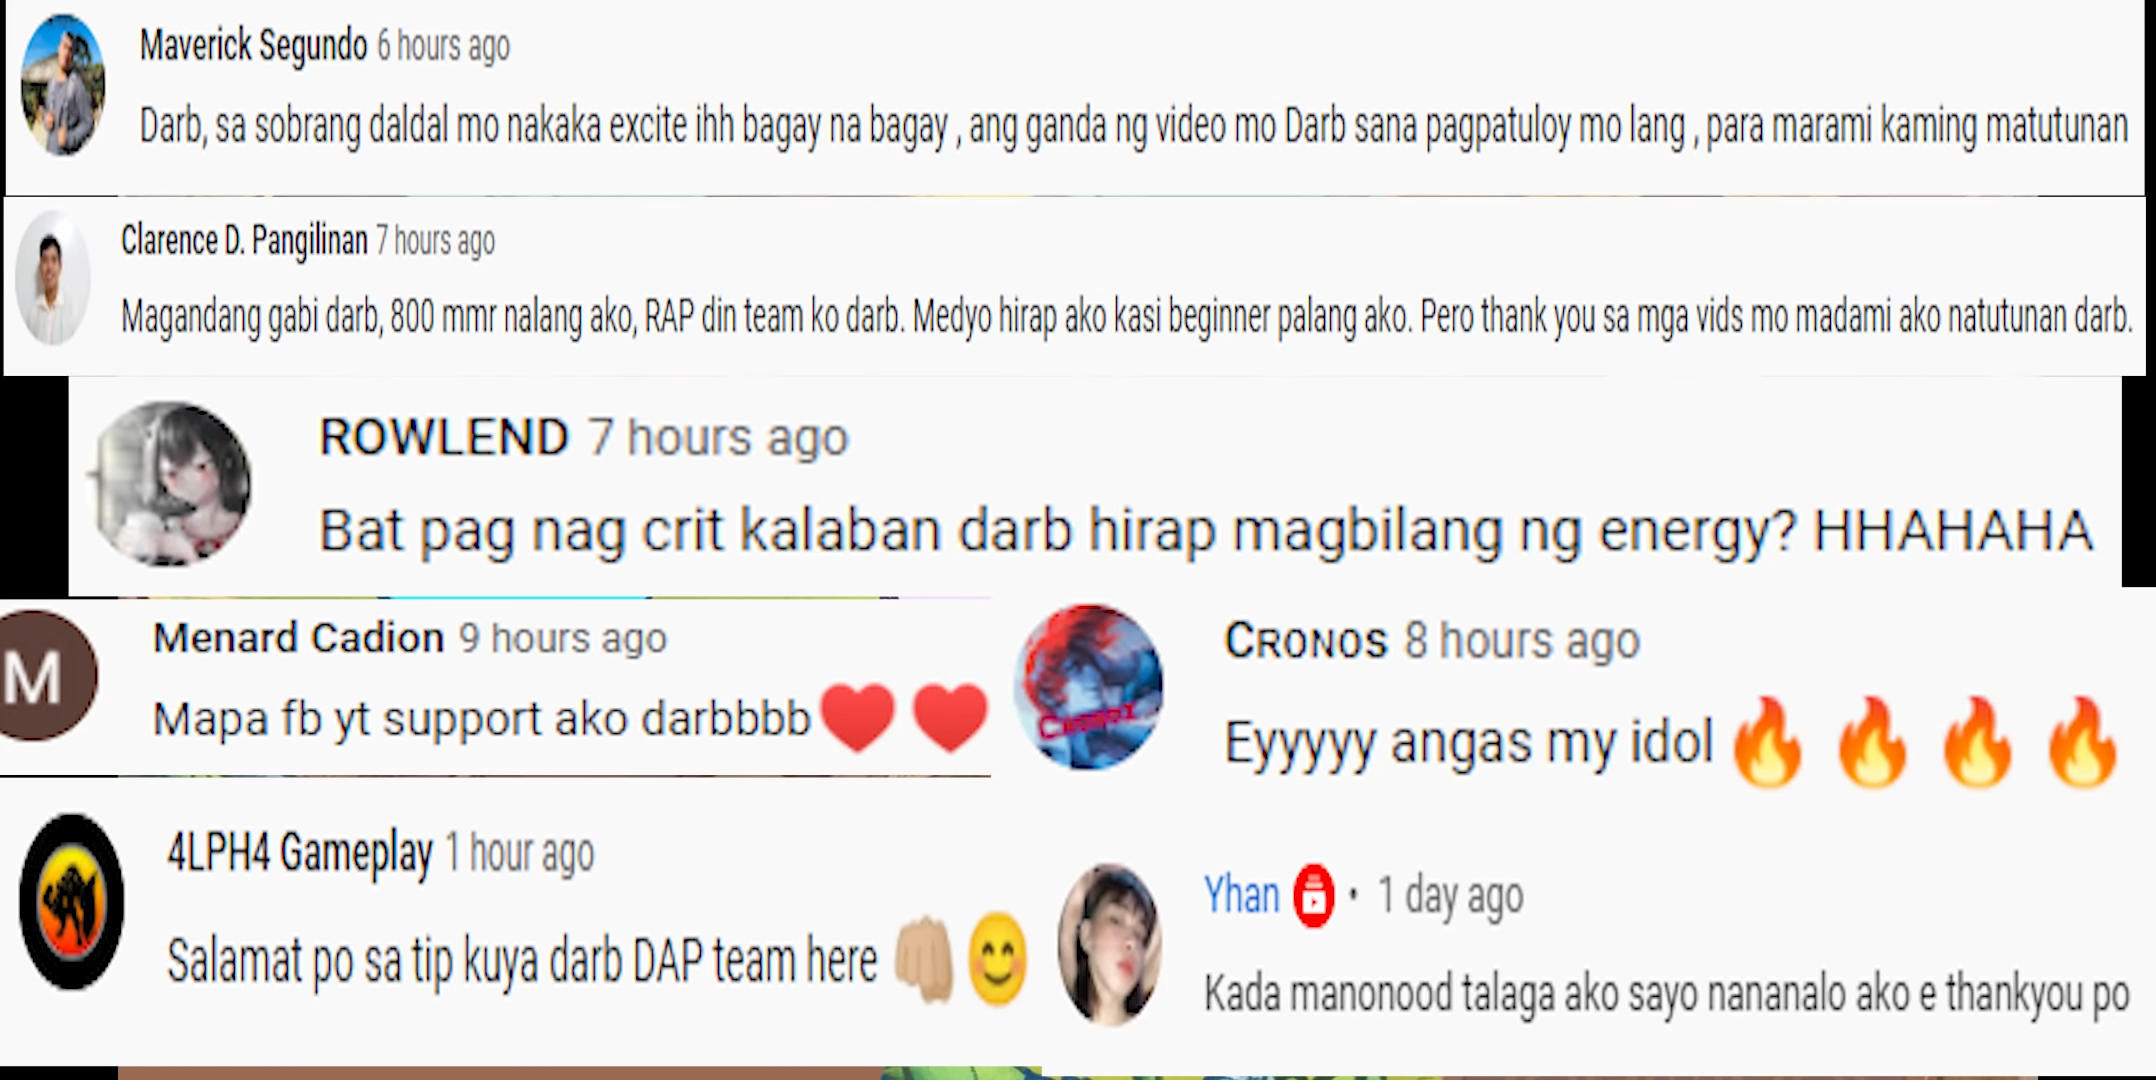 Maverick Segundo 6 hours ago
Darb, sa sobrang daldal mo nakaka excite ihh bagay na bagay , ang ganda ng video mo Darb sana pagpatuloy mo lang , para marami kaming matutunan
Clarence D. Pangilinan 7 hours ago
Magandang gabi darb, 800 mmr nalang ako, RAP din team ko darb. Medyo hirap ako kasi beginner palang ako. Pero thank you sa mga vids mo madami ako natutunan darb.
ROWLEND 7 hours ago
Bat pag nag crit kalaban darb hirap magbilang ng energy? HHAHAHA
M
Menard Cadion 9 hours ago
Mapa fb yt support ako darbbbb❤️ ❤️
CRONOS 8 hours ago
Eyyyyy angas my idol 🔥 🔥 🔥 🔥
4LPH4 Gameplay 1 hour ago
Salamat po sa tip kuya darb DAP team here 👊🏼😊
Yhan • 1 day ago
Kada manonood talaga ako sayo nananalo ako e thankyou po